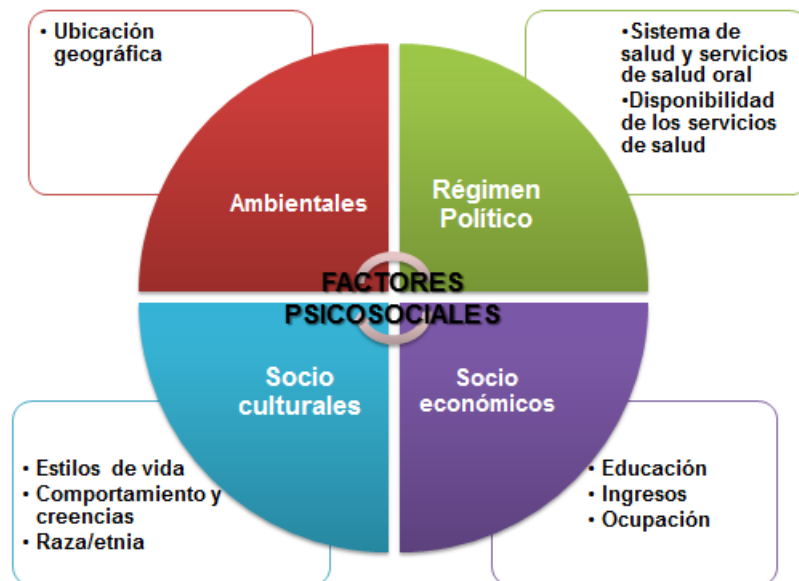 • Ubicación
geográfica
•Sistema de
salud y servicios
de salud oral
•Disponibilidad
de los servicios
de salud
Ambientales
Régimen
Político
FACTORES
PSICOSOCIALES
Socio
culturales
Socio
económicos
• Estilos de vida
• Comportamiento y
creencias
• Raza/etnia
• Educación
• Ingresos
• Ocupación